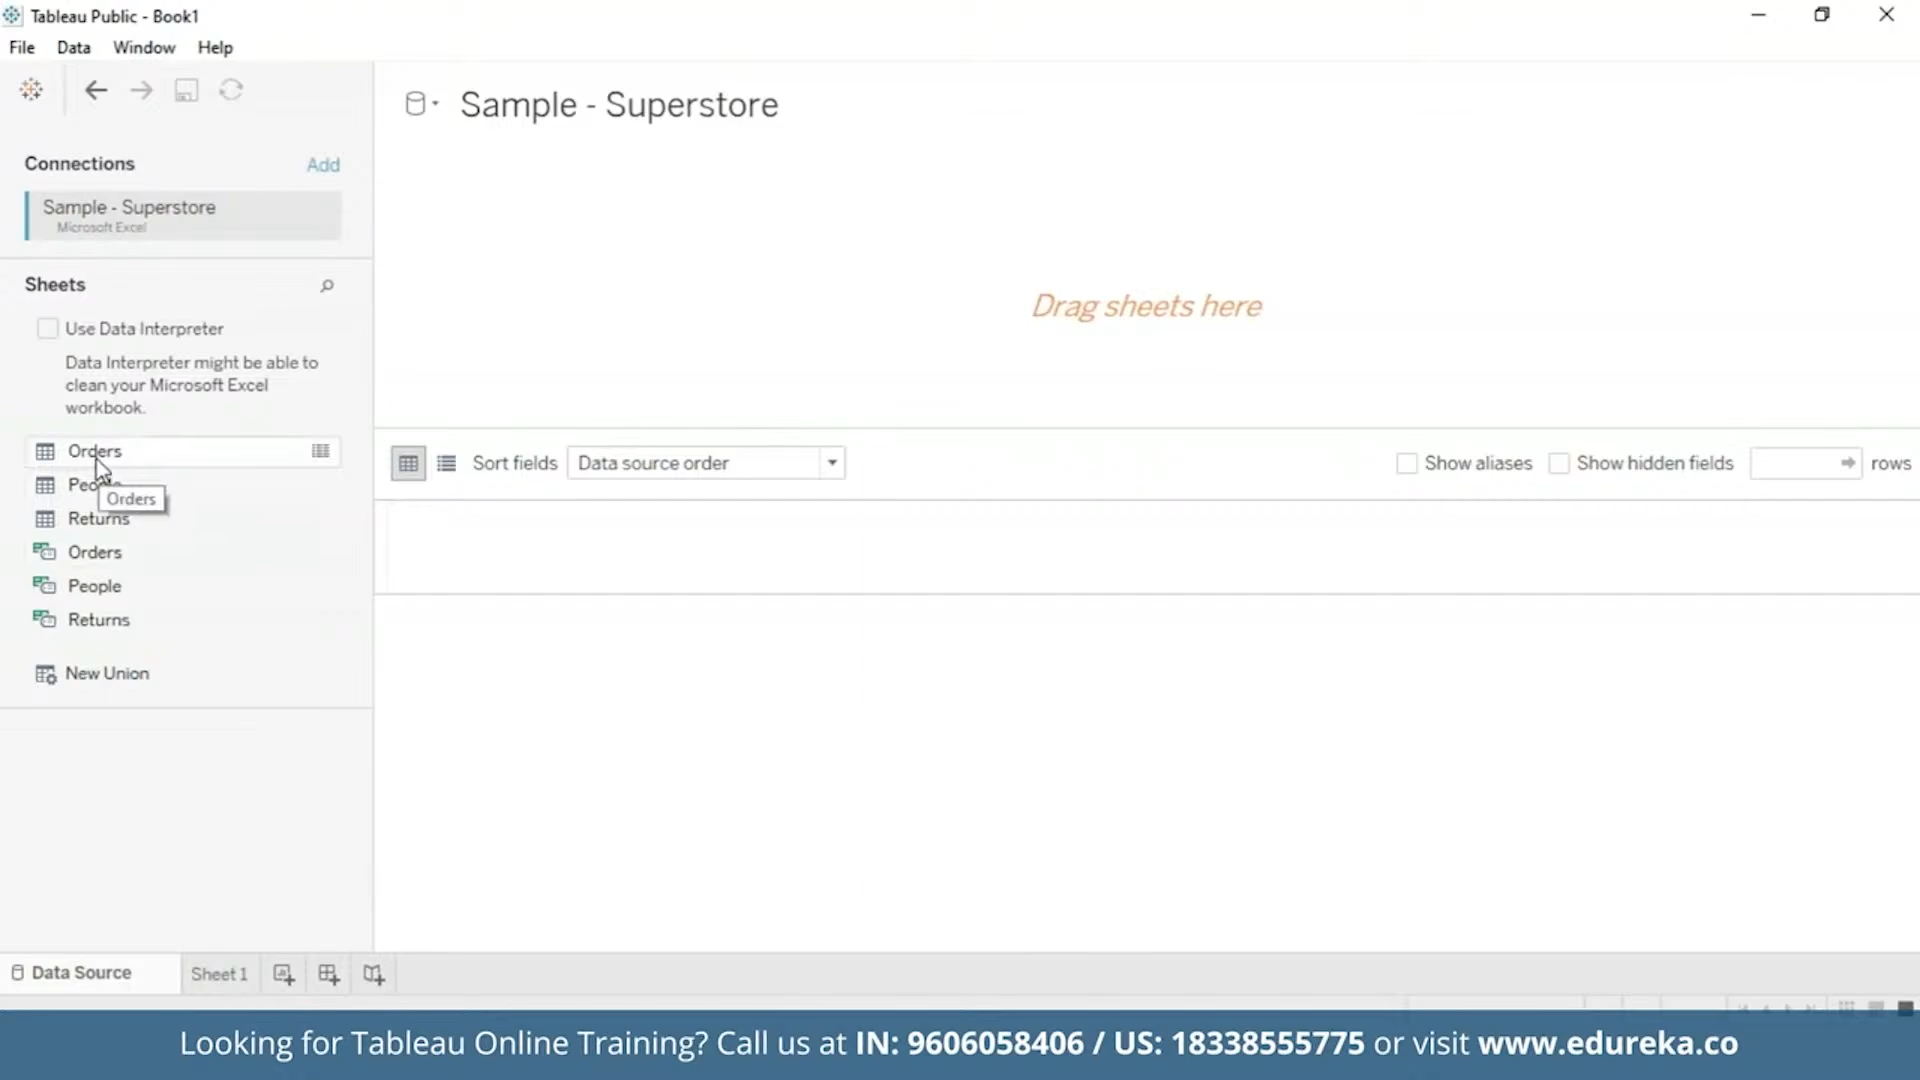 Tableau Public - Book1
File Data Window Help
Sample - Superstore
Connections Add
Sample - Superstore
Microsoft Excel
Sheets
Use Data Interpreter
Data Interpreter might be able to
clean your Microsoft Excel
workbook.
Drag sheets here
Orders
Orders
Returns
Orders
People
Returns
New Union
Sort fields Data source order Show aliases Show hidden fields rows
Data Source Sheet 1
Looking for Tableau Online Training? Call us at IN: 9606058406 / US: 18338555775 or visit www.edureka.co